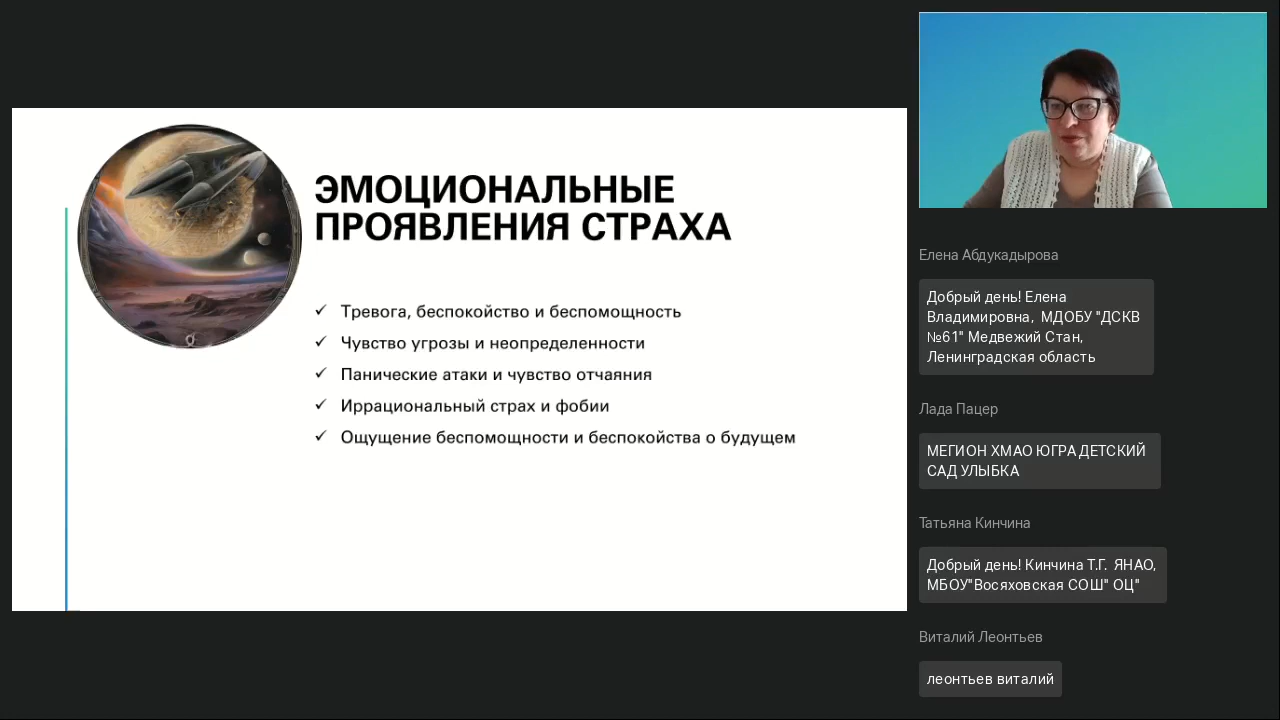 ЭМОЦИОНАЛЬНЫЕ
ПРОЯВЛЕНИЯ СТРАХА
✓ Тревога, беспокойство и беспомощность
✓ Чувство угрозы и неопределенности
✓ Панические атаки и чувство отчаяния
✓ Иррациональный страх и фобии
✓ Ощущение беспомощности и беспокойства о будущем
Елена Абдукадырова
Добрый день! Елена
Владимировна, МДОБУ "ДСКВ
№61" Медвежий Стан,
Ленинградская область
Лада Пацер
МЕГИОН ХМАО ЮГРА ДЕТСКИЙ
САД УЛЫБКА
Татьяна Кинчина
Добрый день! Кинчина Т.Г. ЯНАО,
МБОУ"Восяховская СОШ" ОЦ"
Виталий Леонтьев
леонтьев виталий